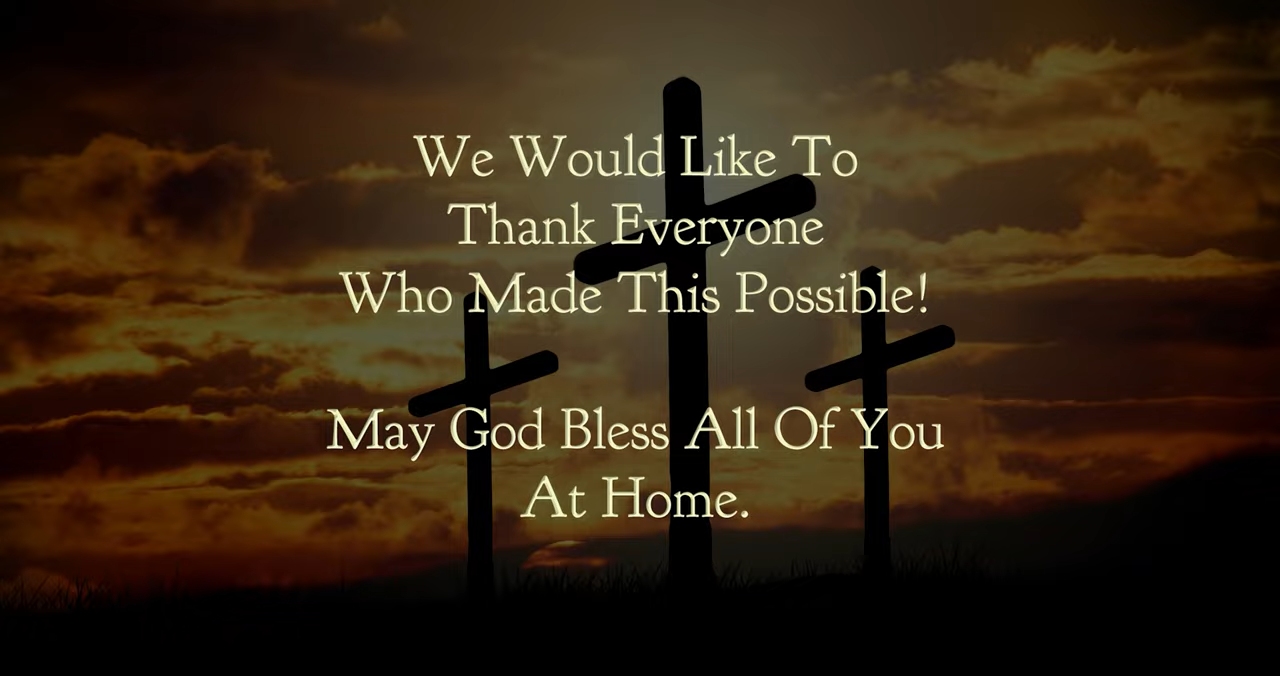 We Would Like To
Thank Everyone
Who Made This Possible!
May God Bless All Of You
At Home.